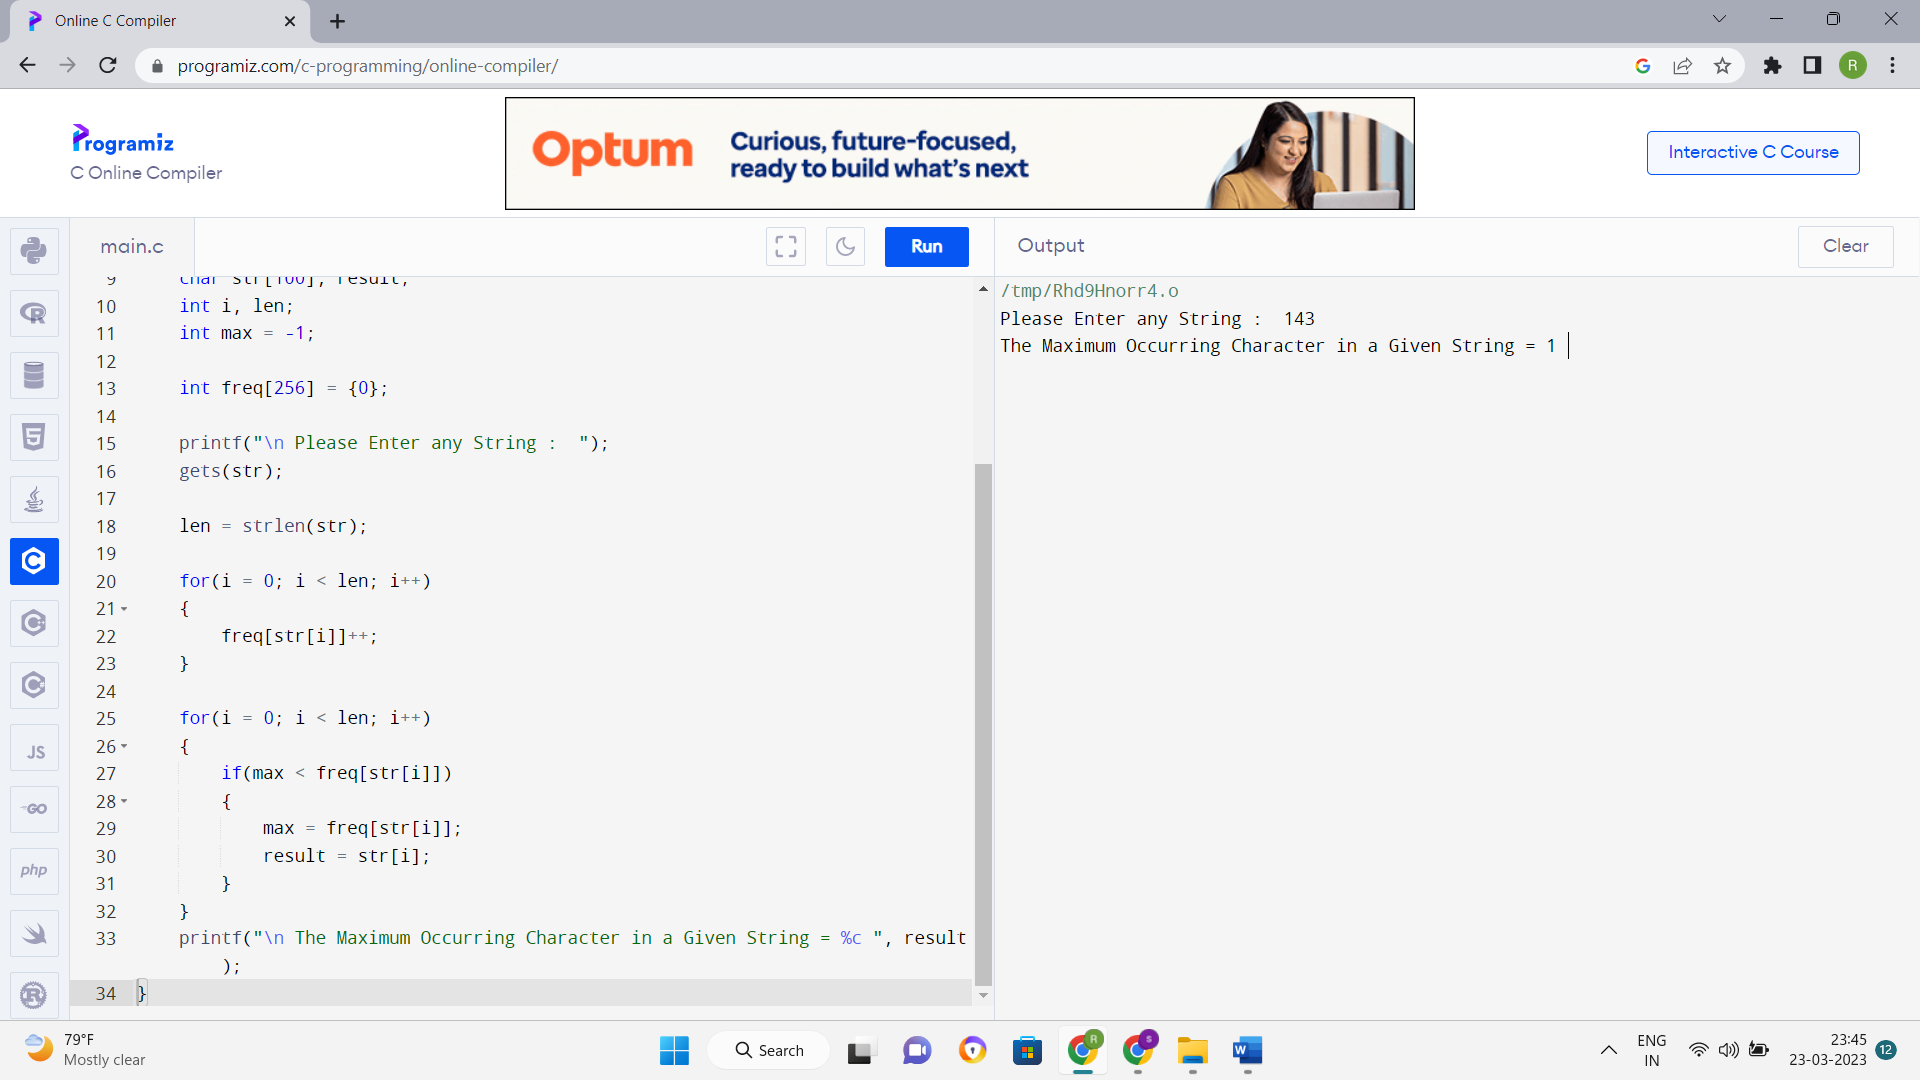 Online C Compiler
programiz.com/c-programming/online-compiler/
R
Programiz
C Online Compiler
Optum
Curious, future-focused,
ready to build what's next
Interactive C Course
main.c
Run
Output
Clear
9 char str[100], result;
10 int i, len;
11 int max = -1;
12
13 int freq[256] = {0};
14
15 printf("\n Please Enter any String :  ");
16 gets(str);
17
18 len = strlen(str);
19
20 for(i = 0; i < len; i++)
21 {
22 freq[str[i]]++;
23 }
24
25 for(i = 0; i < len; i++)
26 {
27 if(max < freq[str[i]])
28 {
29 max = freq[str[i]];
30 result = str[i];
31 }
32 }
33 printf("\n The Maximum Occurring Character in a Given String = %c ", result
);
34 }
/tmp/Rhd9Hnorr4.o
Please Enter any String :  143
The Maximum Occurring Character in a Given String = 1
JS
GO
php
79°F
Mostly clear
Search
R
S
W
ENG
IN
23:45
23-03-2023
12